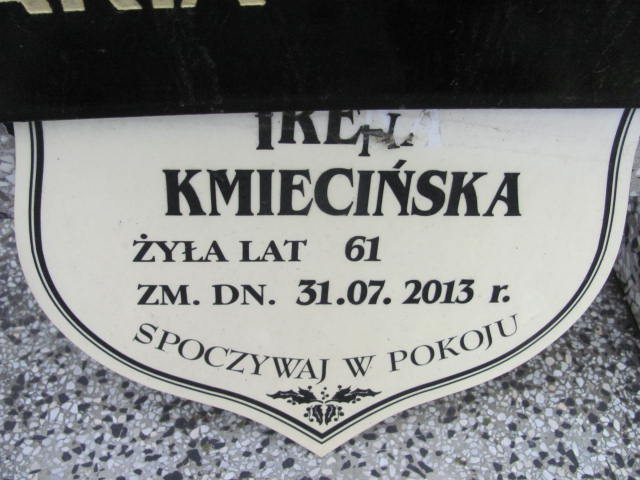 KMIECIŃSKA
ŻYŁA LAT 61
ZM. DN. 31.07.2013 r.
SPOCZYWAJ W POKOJU